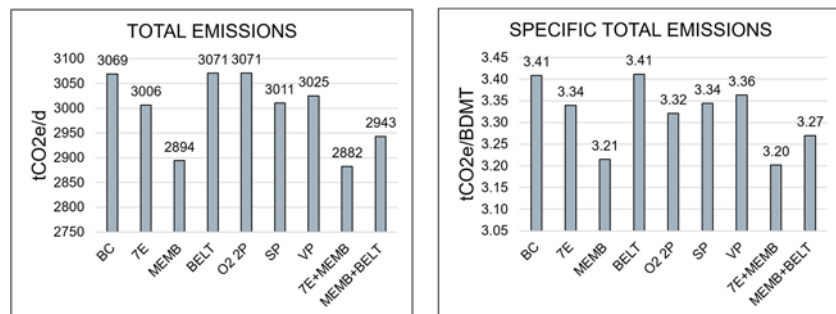 TOTAL EMISSIONS
tCO2e/d
3100
3050
3000
2950
2900
2850
2800
2750
3069
3006
2894
3071
3071
3011
3025
2882
2943
BC
7E
MEMB
BELT
O2 2P
SP
VP
7E+MEMB
MEMB+BELT
SPECIFIC TOTAL EMISSIONS
tCO2e/BDMT
3.45
3.40
3.35
3.30
3.25
3.20
3.15
3.10
3.05
3.41
3.34
3.21
3.41
3.32
3.34
3.36
3.20
3.27
BC
7E
MEMB
BELT
O2 2P
SP
VP
7E+MEMB
MEMB+BELT